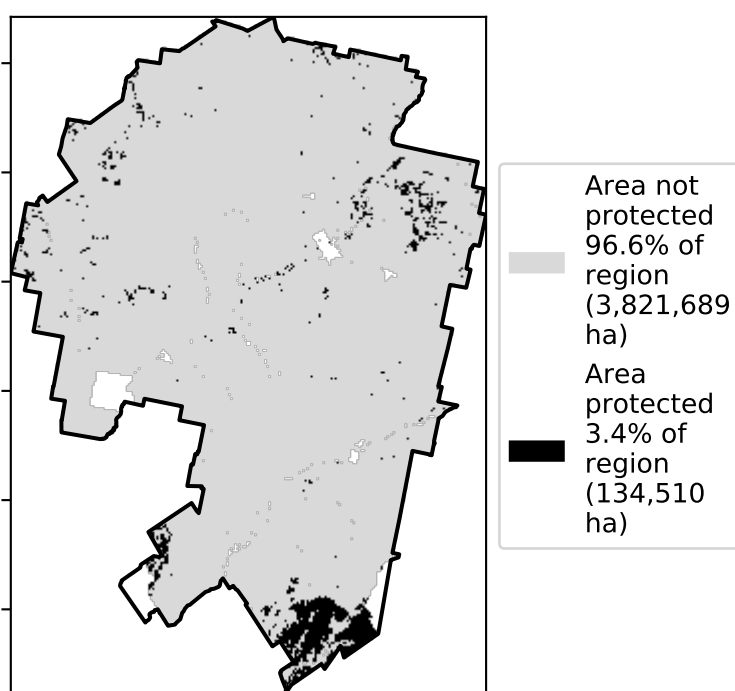 Area not
protected
96.6% of
region
(3,821,689
ha)
Area
protected
3.4% of
region
(134,510
ha)